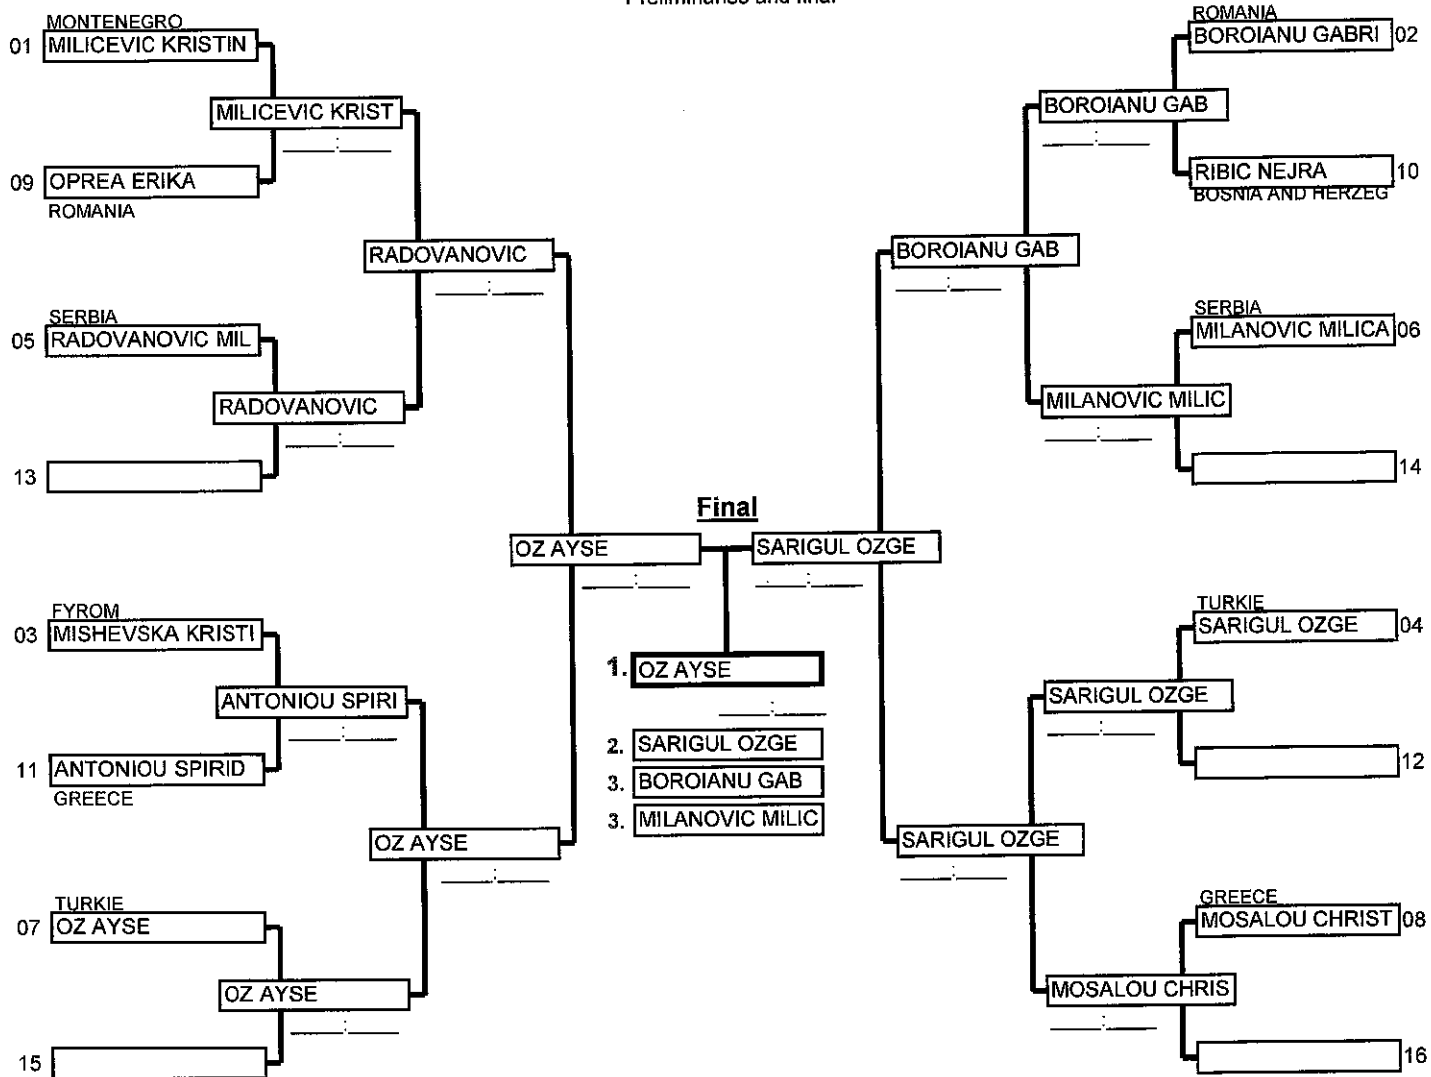 Preliminaries and final
MONTENEGRO
01 MILICEVIC KRISTIN
MILICEVIC KRIST
09 OPREA ERIKA
ROMANIA
RADOVANOVIC
SERBIA
05 RADOVANOVIC MIL
RADOVANOVIC
13
OZ AYSE
FYROM
03 MISHEVSKA KRISTI
ANTONIOU SPIRI
11 ANTONIOU SPIRID
GREECE
OZ AYSE
TURKIE
07 OZ AYSE
OZ AYSE
15
Final
1. OZ AYSE
2. SARIGUL OZGE
3. BOROIANU GAB
3. MILANOVIC MILIC
ROMANIA
BOROIANU GABRI 02
BOROIANU GAB
RIBIC NEJRA 10
BOSNIA AND HERZEG
BOROIANU GAB
SERBIA
MILANOVIC MILICA 06
MILANOVIC MILIC
14
SARIGUL OZGE
TURKIE
SARIGUL OZGE 04
SARIGUL OZGE
12
SARIGUL OZGE
GREECE
MOSALOU CHRIST 08
MOSALOU CHRIS
16